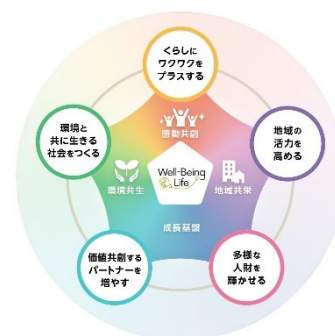 くらしに
ワクワクを
プラスする
環境と
共に生きる
社会をつくる
地域の
活力を
高める
感動共創
Well-Being
Life
環境共生
地域共栄
成長基盤
価値共創する
パートナーを
増やす
多様な
人財を
輝かせる